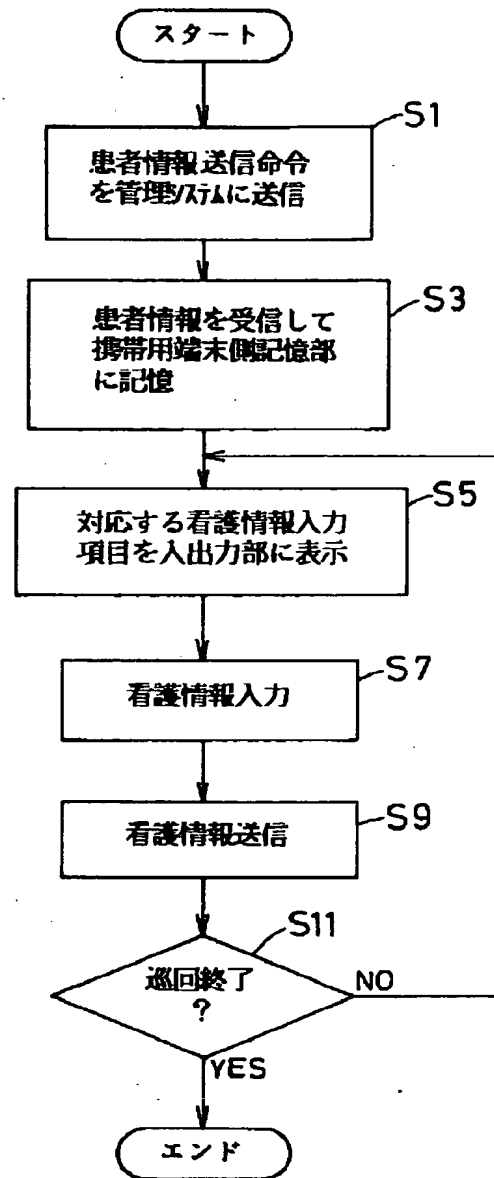 スタート
S1
患者情報送信命令
を管理システムに送信
S3
患者情報を受信して
携帯用端末側記憶部
に記憶
S5
対応する看護情報入力
項目を入出力部に表示
S7
看護情報入力
S9
看護情報送信
S11
巡回終了
?
NO
YES
エンド